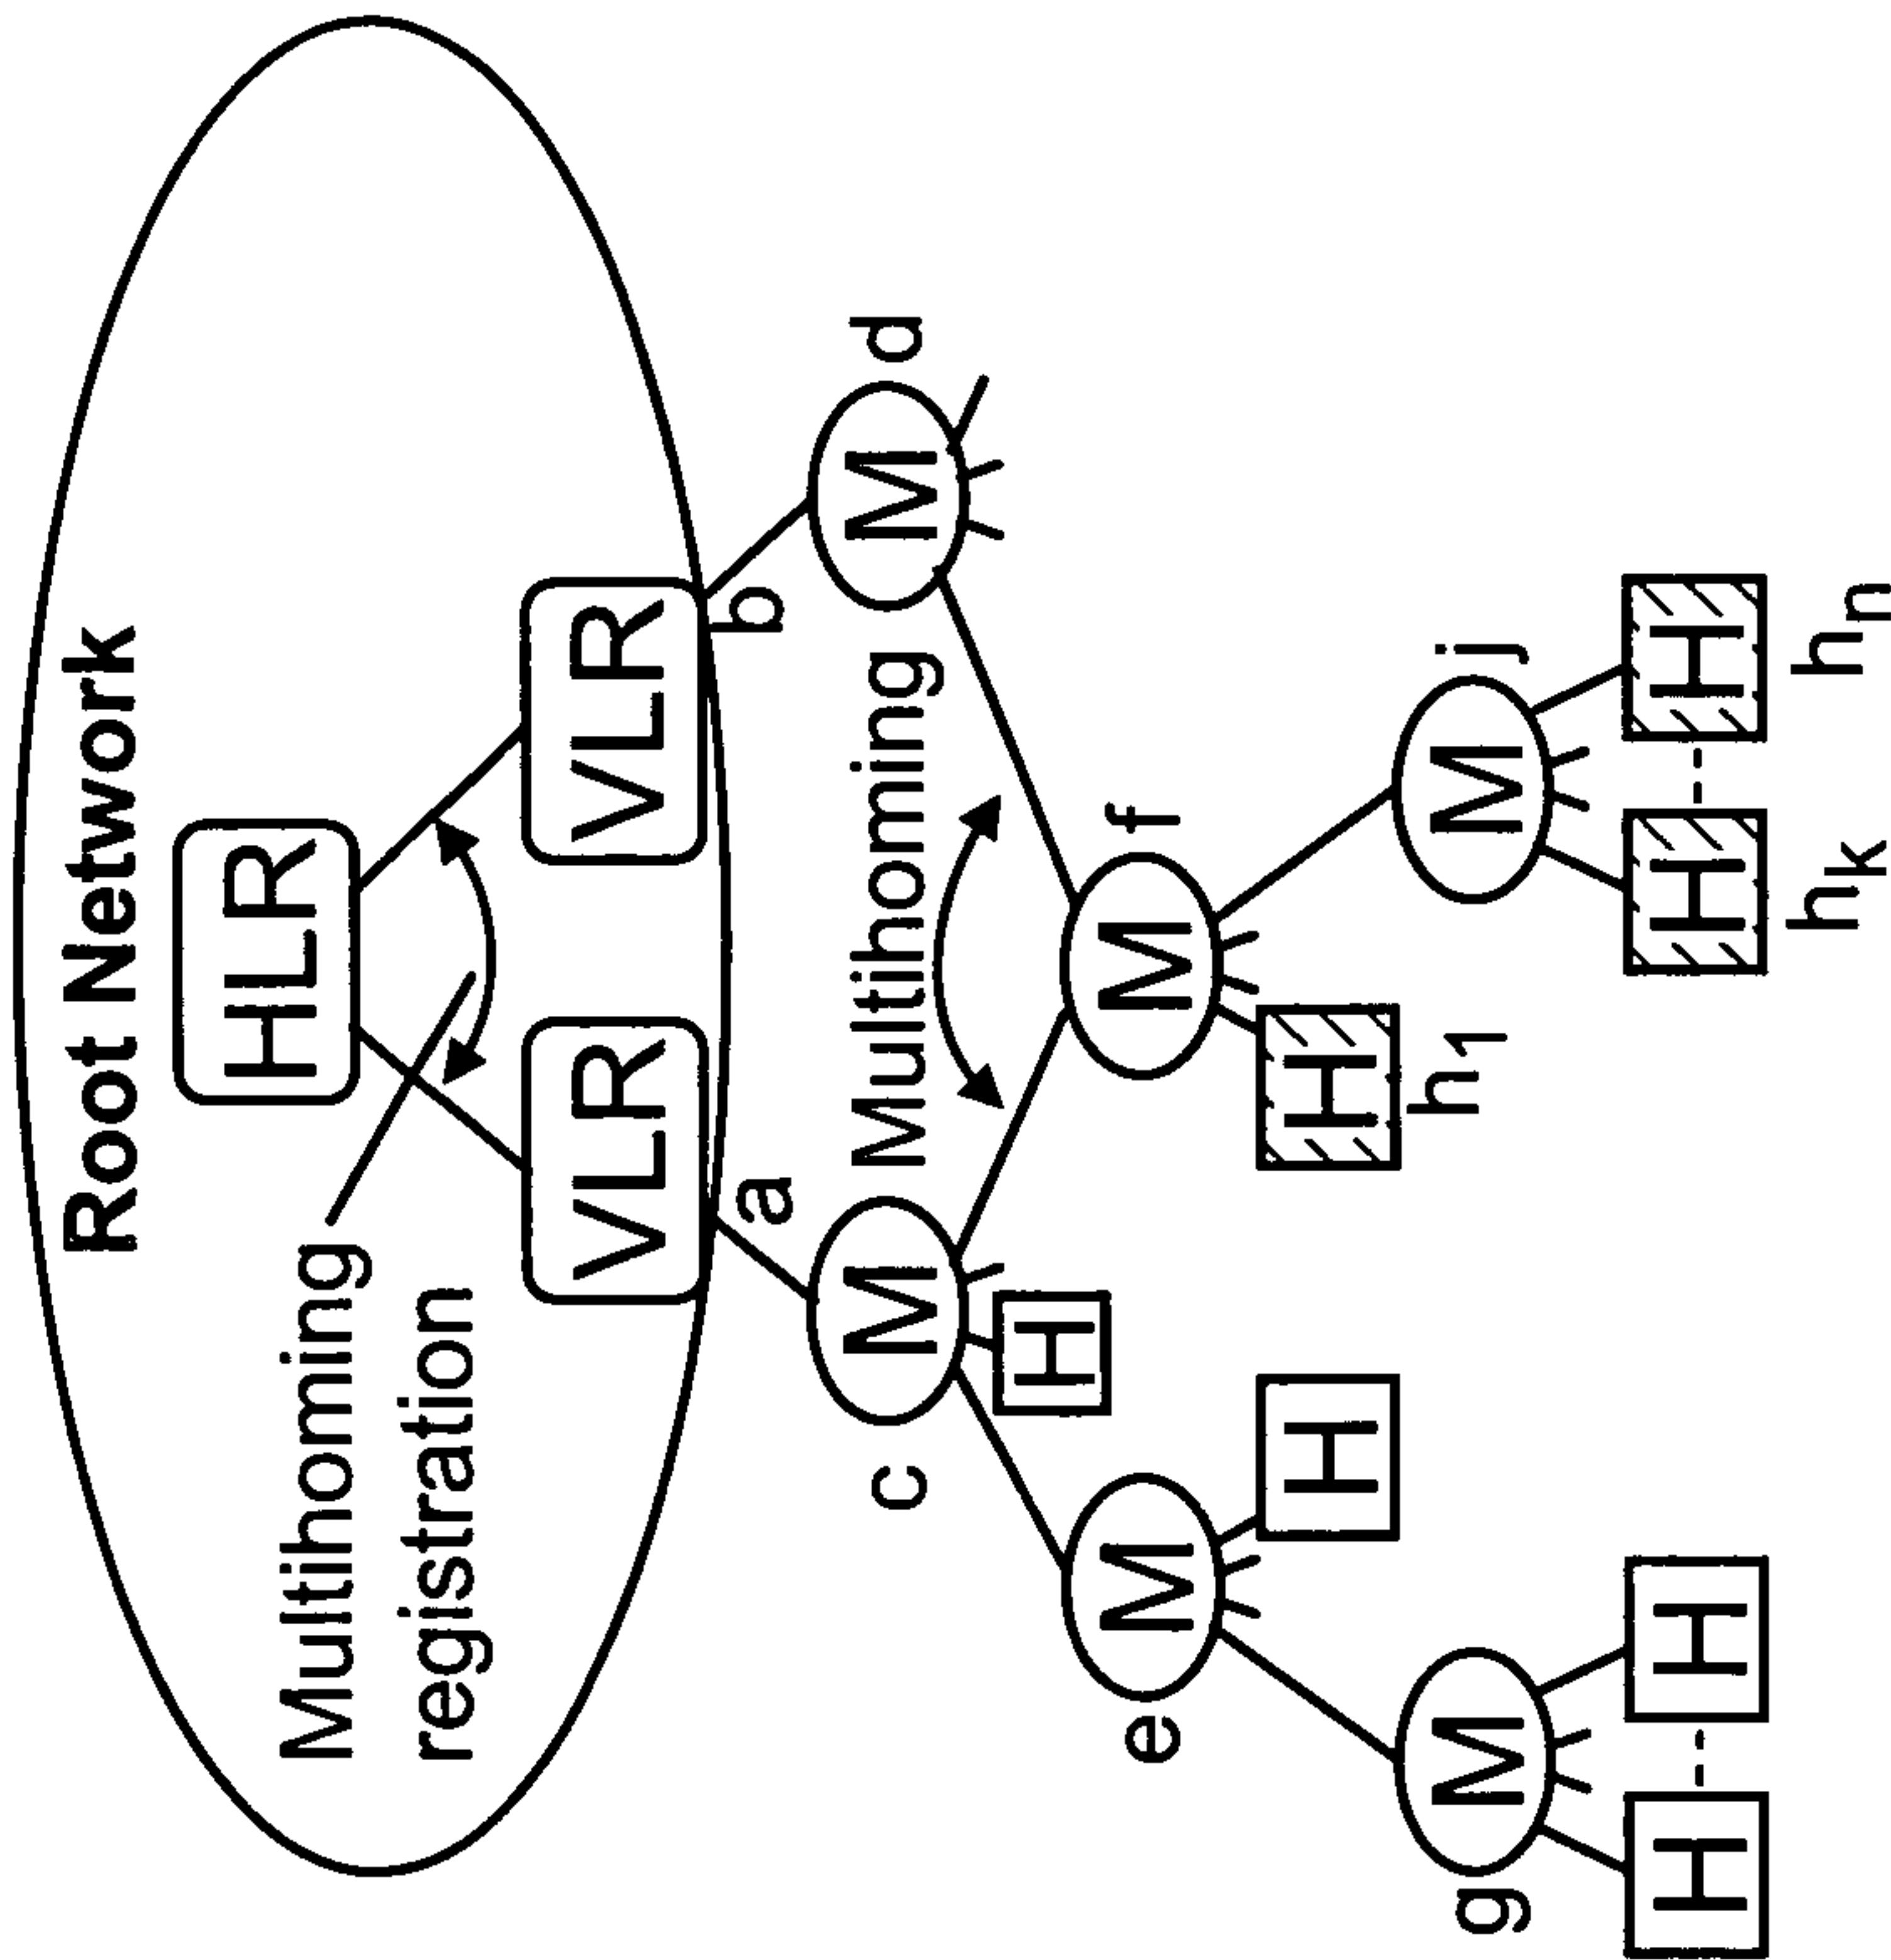 Root Network
HLR
Multihoming
registration
VLR
VLR
a
b
Multihoming
c
M
M
d
H
e
M
M
f
H
H
h1
g
M
M
j
H
H
H
H
hk
hn